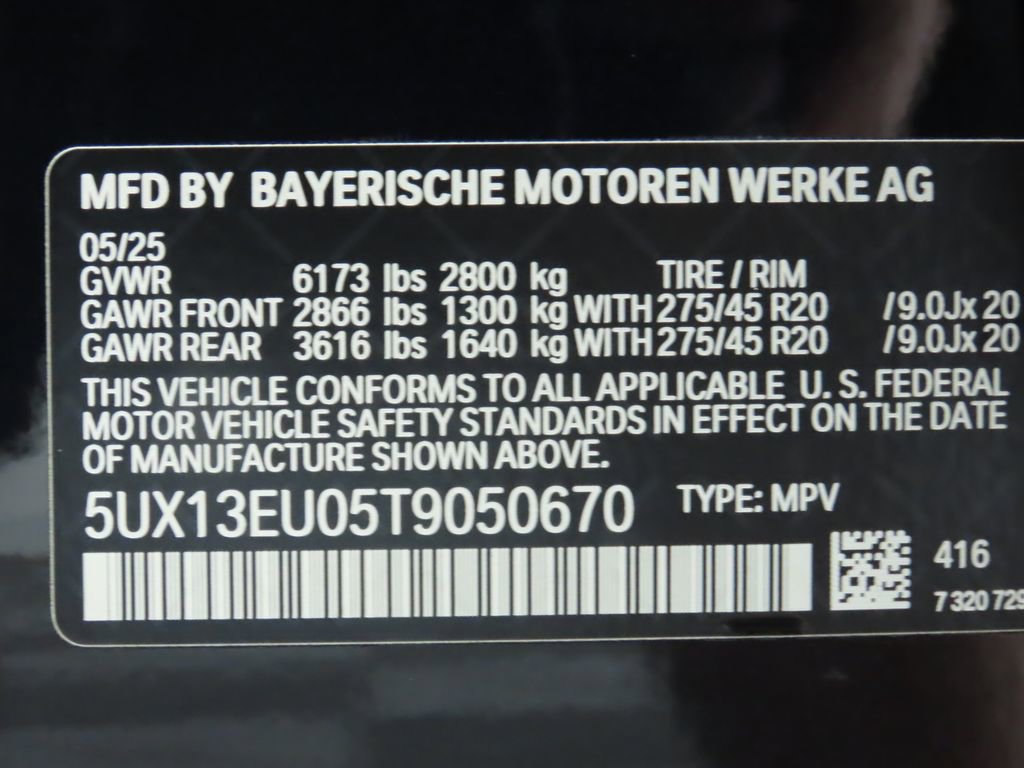 MFD BY BAYERISCHE MOTOREN WERKE AG
05/25
GVWR 6173 lbs 2800 kg TIRE / RIM
GAWR FRONT 2866 lbs 1300 kg WITH 275/45 R20 /9.0Jx 20
GAWR REAR 3616 lbs 1640 kg WITH 275/45 R20 /9.0Jx 20
THIS VEHICLE CONFORMS TO ALL APPLICABLE U. S. FEDERAL
MOTOR VEHICLE SAFETY STANDARDS IN EFFECT ON THE DATE
OF MANUFACTURE SHOWN ABOVE.
5UX13EU05T9050670 TYPE: MPV
416
7 320 729